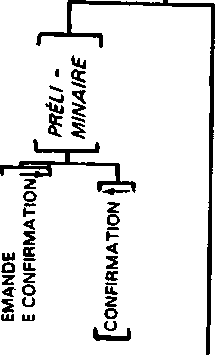 PRÉLI -
MINAIRE
EMANDE
E CONFIRMATION
CONFIRMATION